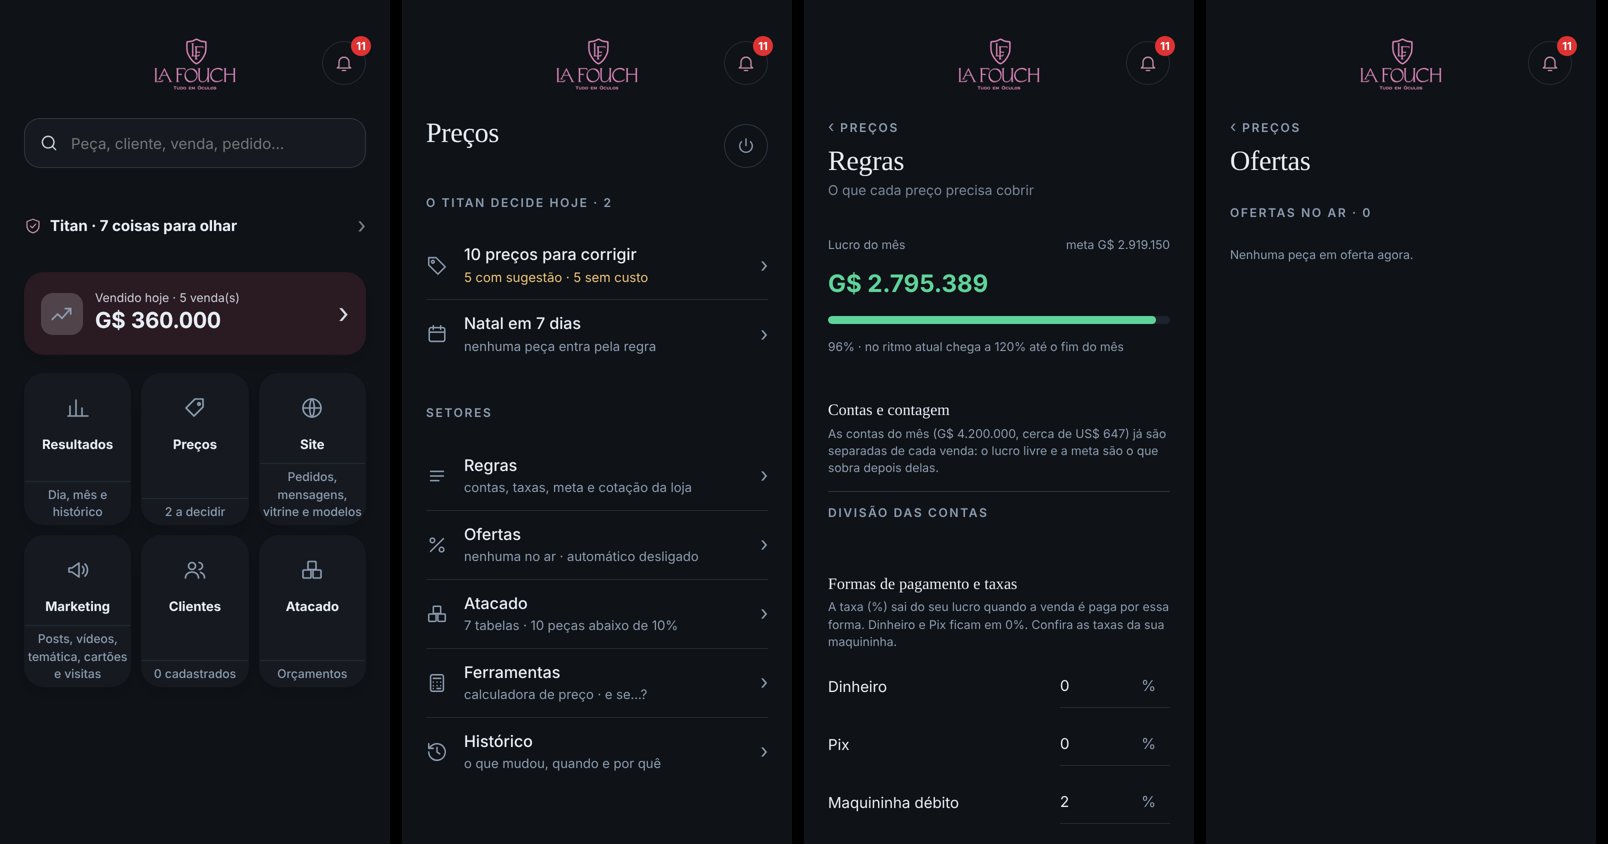 LF
LA FOUCH
TUDO EM ÓCULOS
11
Peça, cliente, venda, pedido...
Titan · 7 coisas para olhar
Vendido hoje · 5 venda(s)
G$ 360.000
Resultados
Dia, mês e
histórico
Preços
2 a decidir
Site
Pedidos,
mensagens,
vitrine e modelos
Marketing
Posts, vídeos,
temática, cartões
e visitas
Clientes
0 cadastrados
Atacado
Orçamentos
LF
LA FOUCH
TUDO EM ÓCULOS
11
Preços
O TITAN DECIDE HOJE · 2
10 preços para corrigir
5 com sugestão · 5 sem custo
Natal em 7 dias
nenhuma peça entra pela regra
SETORES
Regras
contas, taxas, meta e cotação da loja
Ofertas
nenhuma no ar · automático desligado
Atacado
7 tabelas · 10 peças abaixo de 10%
Ferramentas
calculadora de preço · e se...?
Histórico
o que mudou, quando e por quê
LF
LA FOUCH
TUDO EM ÓCULOS
11
‹ PREÇOS
Regras
O que cada preço precisa cobrir
Lucro do mês meta G$ 2.919.150
G$ 2.795.389
96% · no ritmo atual chega a 120% até o fim do mês
Contas e contagem
As contas do mês (G$ 4.200.000, cerca de US$ 647) já são
separadas de cada venda: o lucro livre e a meta são o que
sobra depois delas.
DIVISÃO DAS CONTAS
Formas de pagamento e taxas
A taxa (%) sai do seu lucro quando a venda é paga por essa
forma. Dinheiro e Pix ficam em 0%. Confira as taxas da sua
maquininha.
Dinheiro 0 %
Pix 0 %
Maquininha débito 2 %
LF
LA FOUCH
TUDO EM ÓCULOS
11
‹ PREÇOS
Ofertas
OFERTAS NO AR · 0
Nenhuma peça em oferta agora.